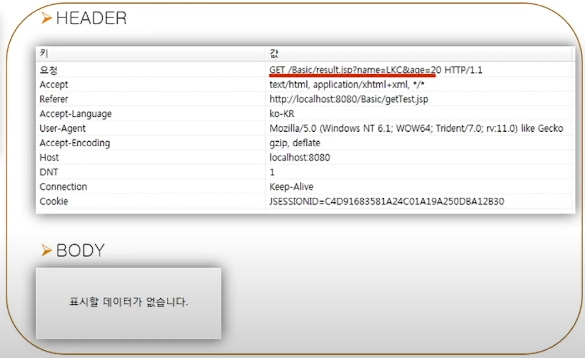 HEADER
키 값
요청 GET /Basic/result.jsp?name=LKC&age=20 HTTP/1.1
Accept text/html, application/xhtml+xml, */*
Referer http://localhost:8080/Basic/getTest.jsp
Accept-Language ko-KR
User-Agent Mozilla/5.0 (Windows NT 6.1; WOW64; Trident/7.0; rv:11.0) like Gecko
Accept-Encoding gzip, deflate
Host localhost:8080
DNT 1
Connection Keep-Alive
Cookie JSESSIONID=C4D91683581A24C01A19A250DBA12B30
BODY
표시할 데이터가 없습니다.